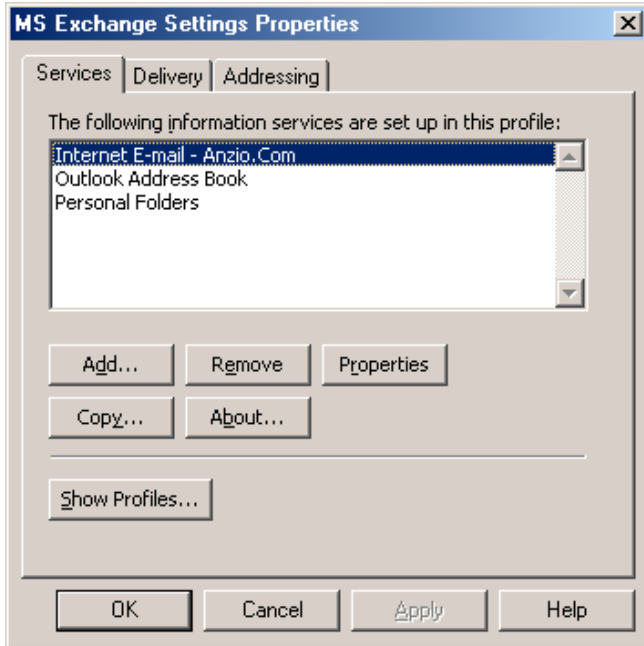 MS Exchange Settings Properties
Services Delivery Addressing
The following information services are set up in this profile:
Internet E-mail - Anzio.Com
Outlook Address Book
Personal Folders
Add... Remove Properties
Copy... About...
Show Profiles...
OK Cancel Apply Help